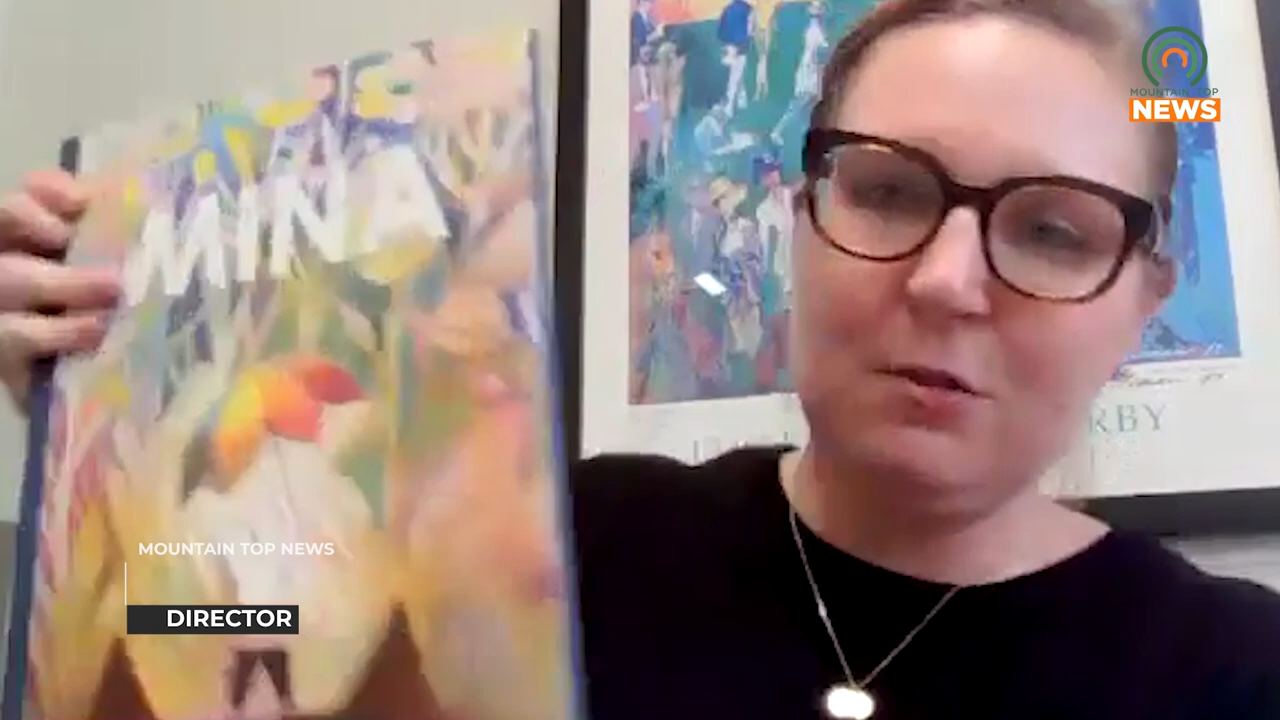 MINA
MOUNTAIN TOP
NEWS
RBY
MOUNTAIN TOP NEWS
DIRECTOR